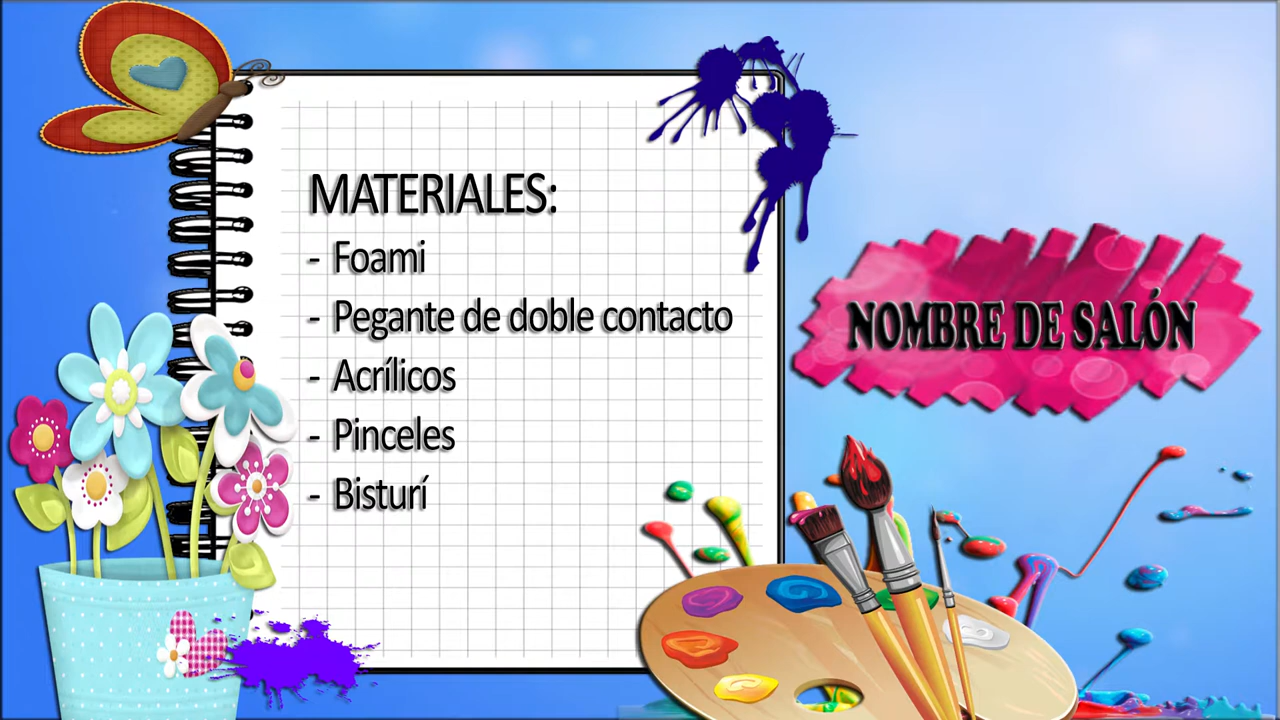 MATERIALES:
- Foami
- Pegante de doble contacto
- Acrílicos
- Pinceles
- Bisturí
NOMBRE DE SALÓN